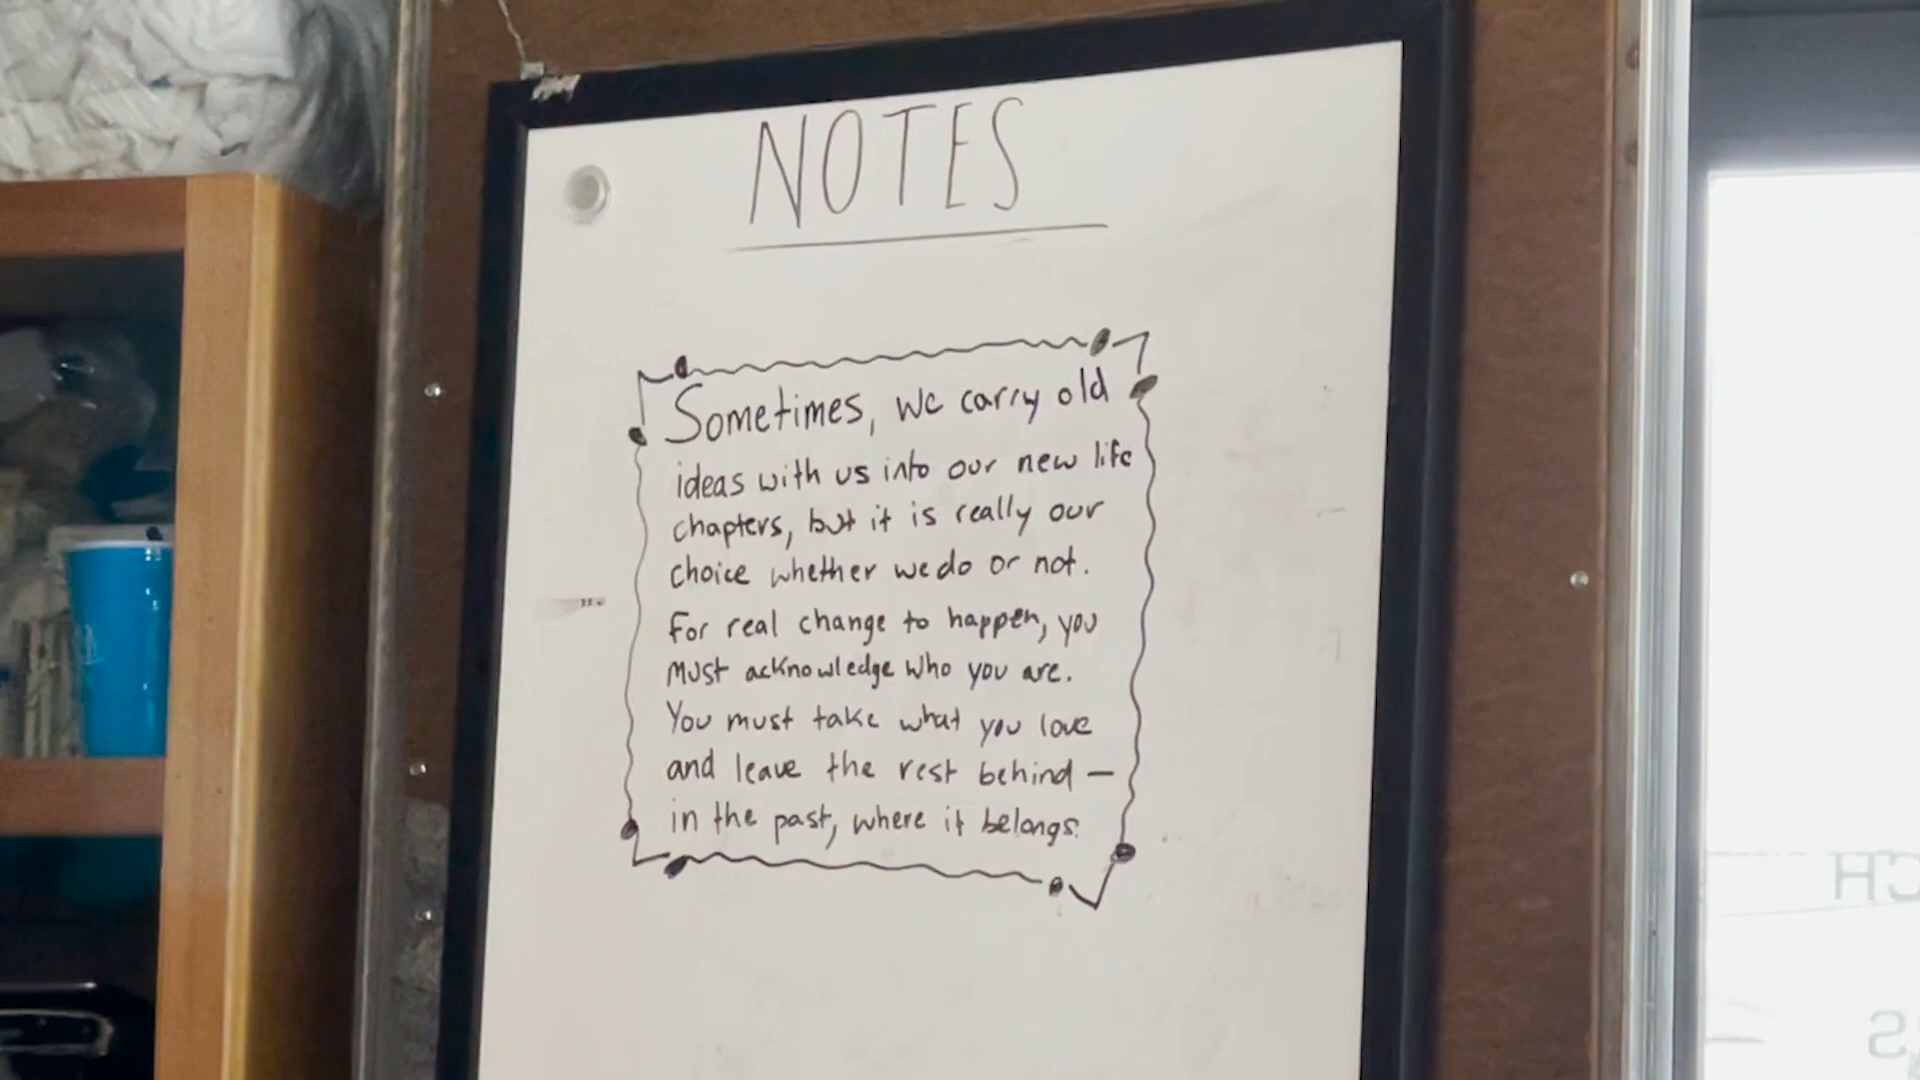 NOTES
Sometimes, we carry old
ideas with us into our new life
chapters, but it is really our
choice whether we do or not.
For real change to happen, you
must acknowledge who you are.
You must take what you love
and leave the rest behind —
in the past, where it belongs.